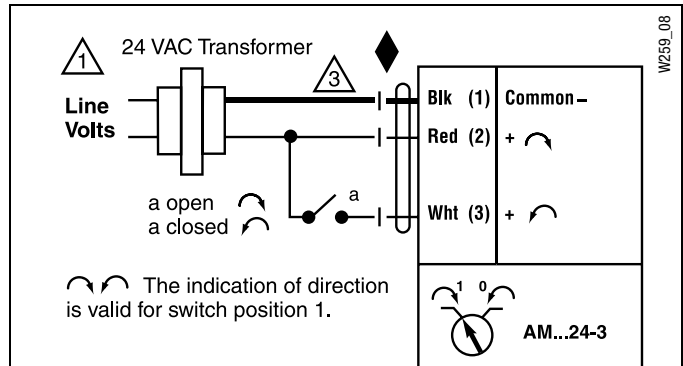 W259_08
1
24 VAC Transformer
3
Line
Volts
Blk (1) Common –
Red (2) +
a
Wht (3) +
a open
a closed
The indication of direction
is valid for switch position 1.
1 0
AM...24-3